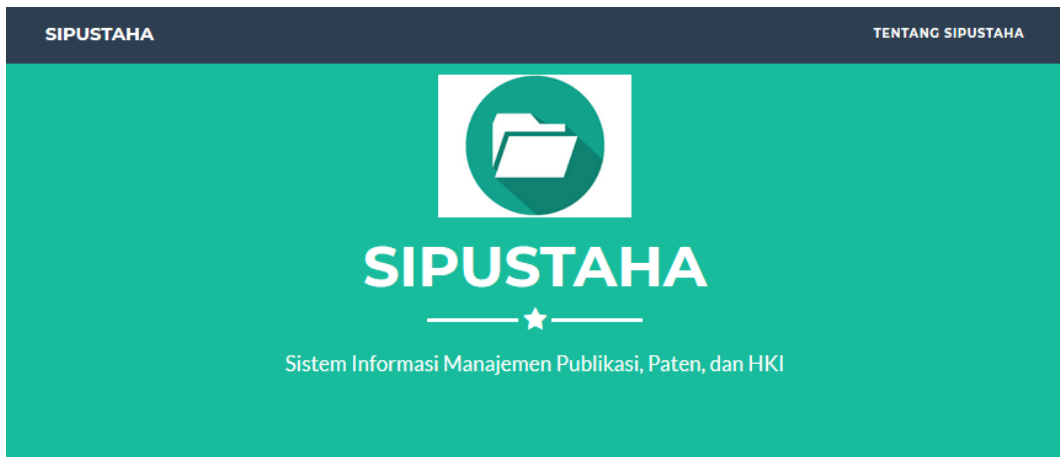 SIPUSTAHA
TENTANG SIPUSTAHA
SIPUSTAHA
Sistem Informasi Manajemen Publikasi, Paten, dan HKI